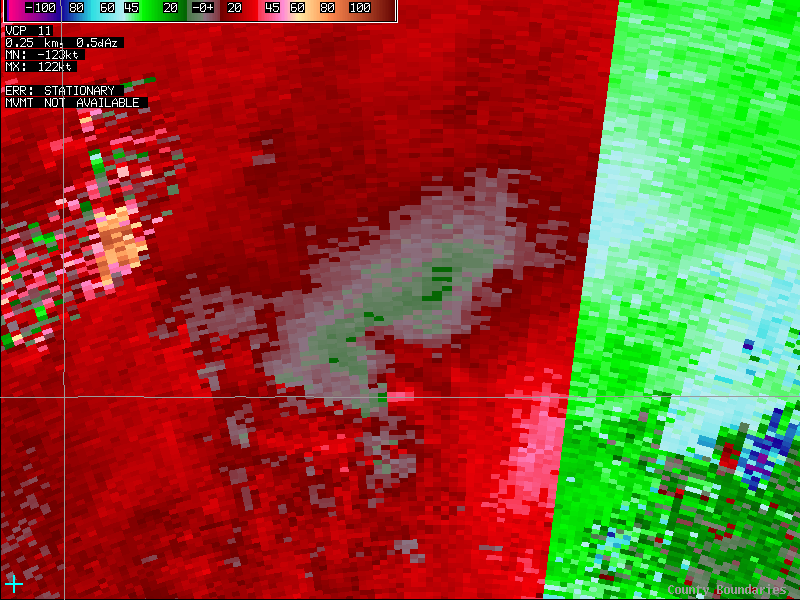 -100 80 60 45 20 -0+ 20 45 60 80 100
VCP 11
0.25 km, 0.5dAz
MN: -123kt
MX: 122kt
ERR: STATIONARY
MVMT NOT AVAILABLE
County Boundaries